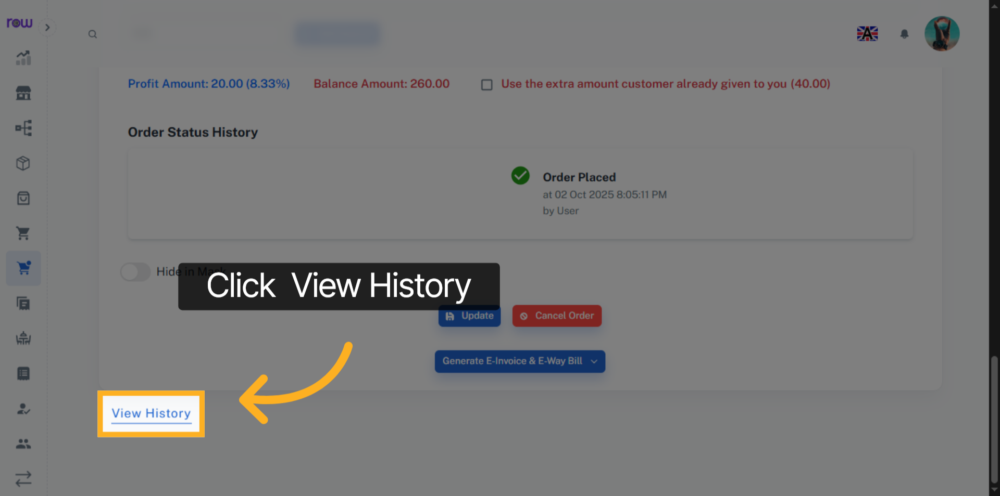 row
A
Profit Amount: 20.00 (8.33%)
Balance Amount: 260.00
Use the extra amount customer already given to you (40.00)
Order Status History
Order Placed
at 02 Oct 2025 8:05:11 PM
by User
Hide in Mask
Click View History
Update
Cancel Order
Generate E-Invoice & E-Way Bill
View History